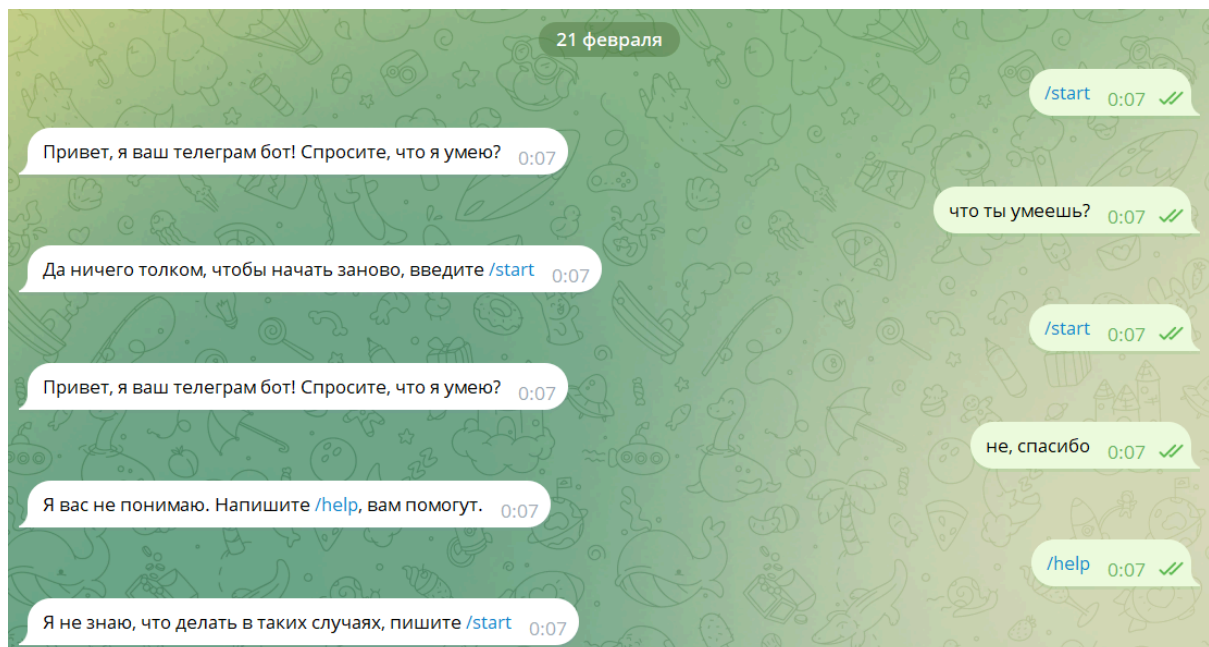 21 февраля
/start 0:07
Привет, я ваш телеграм бот! Спросите, что я умею? 0:07
что ты умеешь? 0:07
Да ничего толком, чтобы начать заново, введите /start 0:07
/start 0:07
Привет, я ваш телеграм бот! Спросите, что я умею? 0:07
не, спасибо 0:07
Я вас не понимаю. Напишите /help, вам помогут. 0:07
/help 0:07
Я не знаю, что делать в таких случаях, пишите /start 0:07